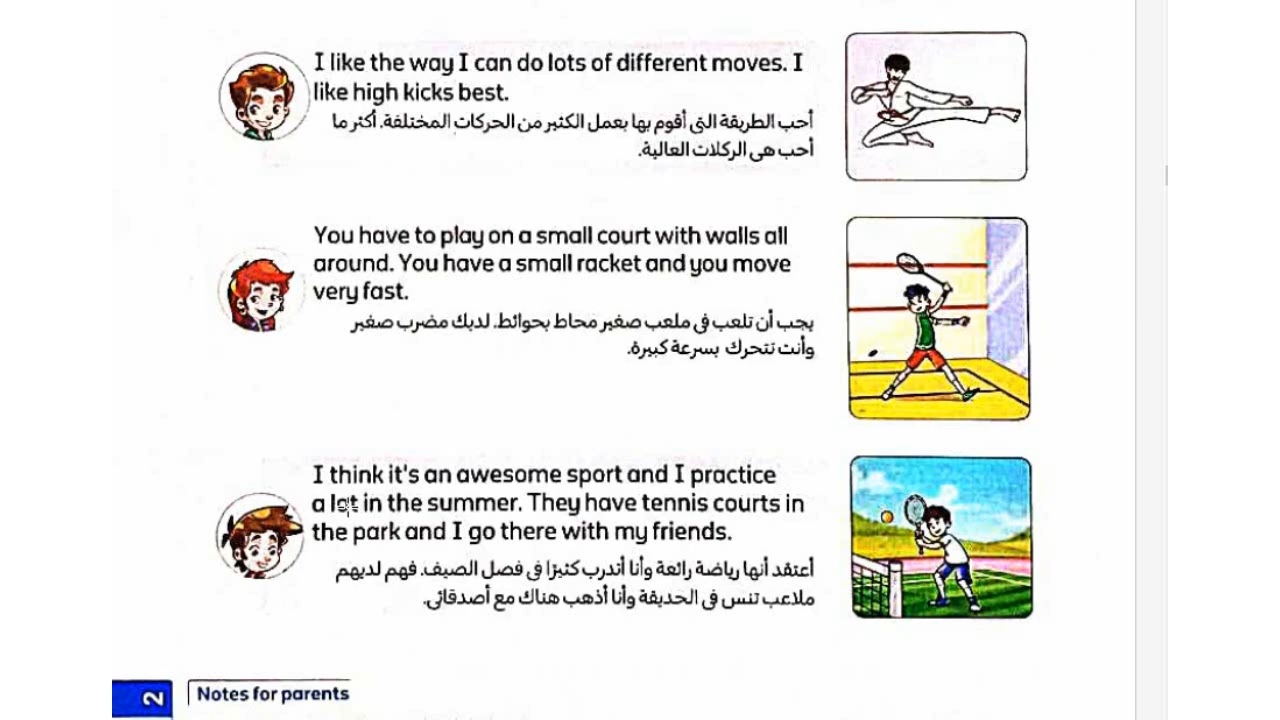 I like the way I can do lots of different moves. I
like high kicks best.
أحب الطريقة التى أقوم بها بعمل الكثير من الحركات المختلفة. أكثر ما
أحب هى الركلات العالية.
You have to play on a small court with walls all
around. You have a small racket and you move
very fast.
يجب أن تلعب فى ملعب صغير محاط بحوائط. لديك مضرب صغير
وأنت تتحرك بسرعة كبيرة.
I think it's an awesome sport and I practice
a lot in the summer. They have tennis courts in
the park and I go there with my friends.
أعتقد أنها رياضة رائعة وأنا أتدرب كثيرًا فى فصل الصيف. فهم لديهم
ملاعب تنس فى الحديقة وأنا أذهب هناك مع أصدقائى.
2
Notes for parents